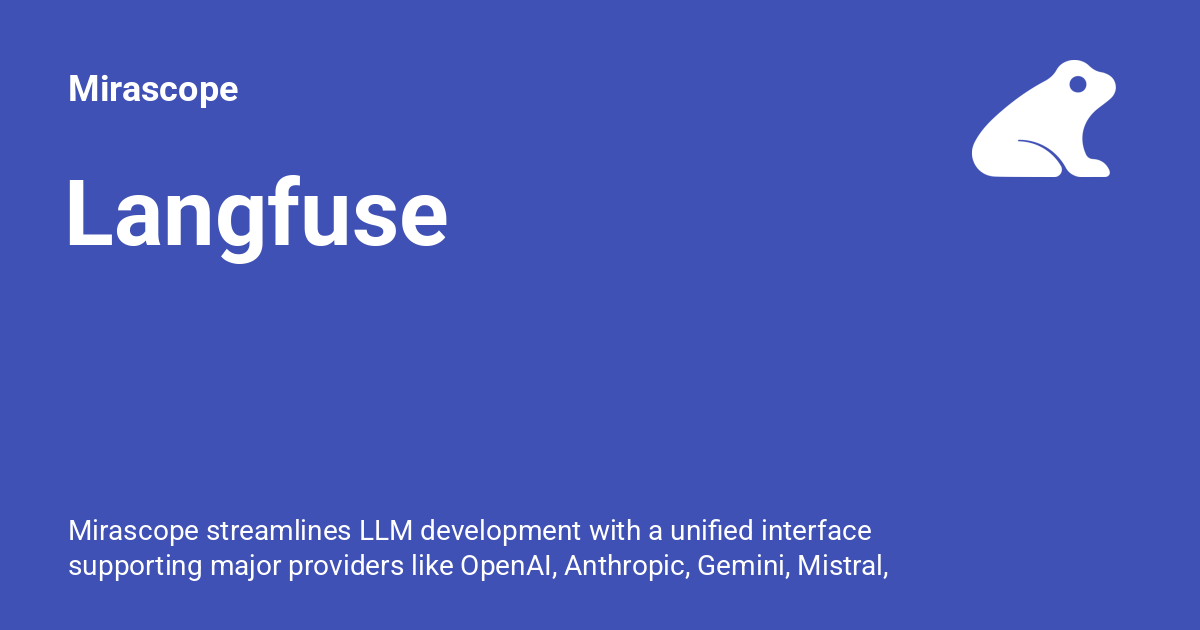 Mirascope
Langfuse
Mirascope streamlines LLM development with a unified interface
supporting major providers like OpenAI, Anthropic, Gemini, Mistral,